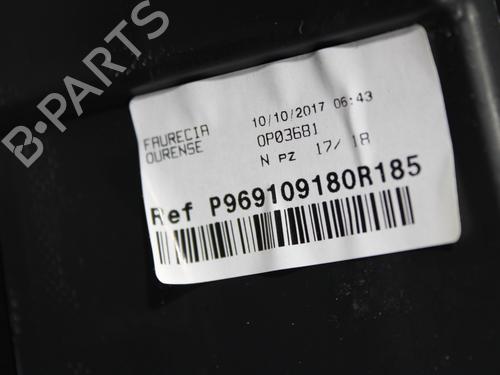 B-PARTS
FAURECIA
OURENSE
10/10/2017 06:43
OP03681
N PZ 17/ 18
Ref P969109180R185